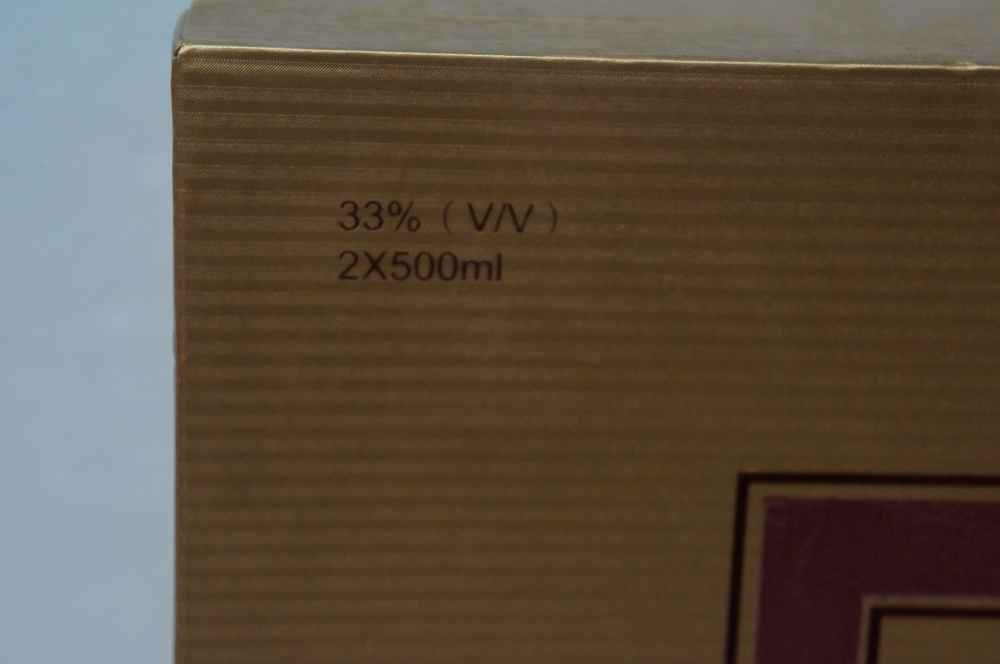 33% ( V/V )
2X500ml